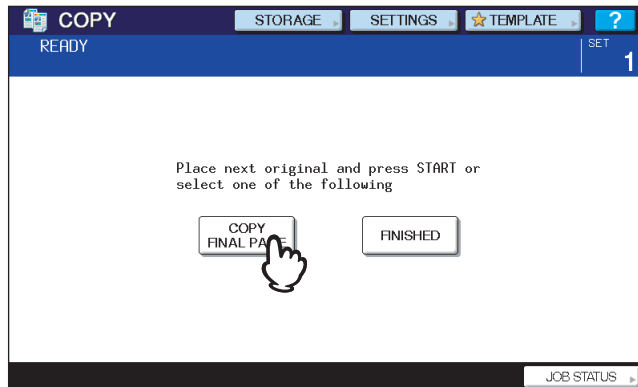 COPY
STORAGE
SETTINGS
TEMPLATE
?
READY
SET
1
Place next original and press START or
select one of the following
COPY
FINAL
FINISHED
JOB STATUS